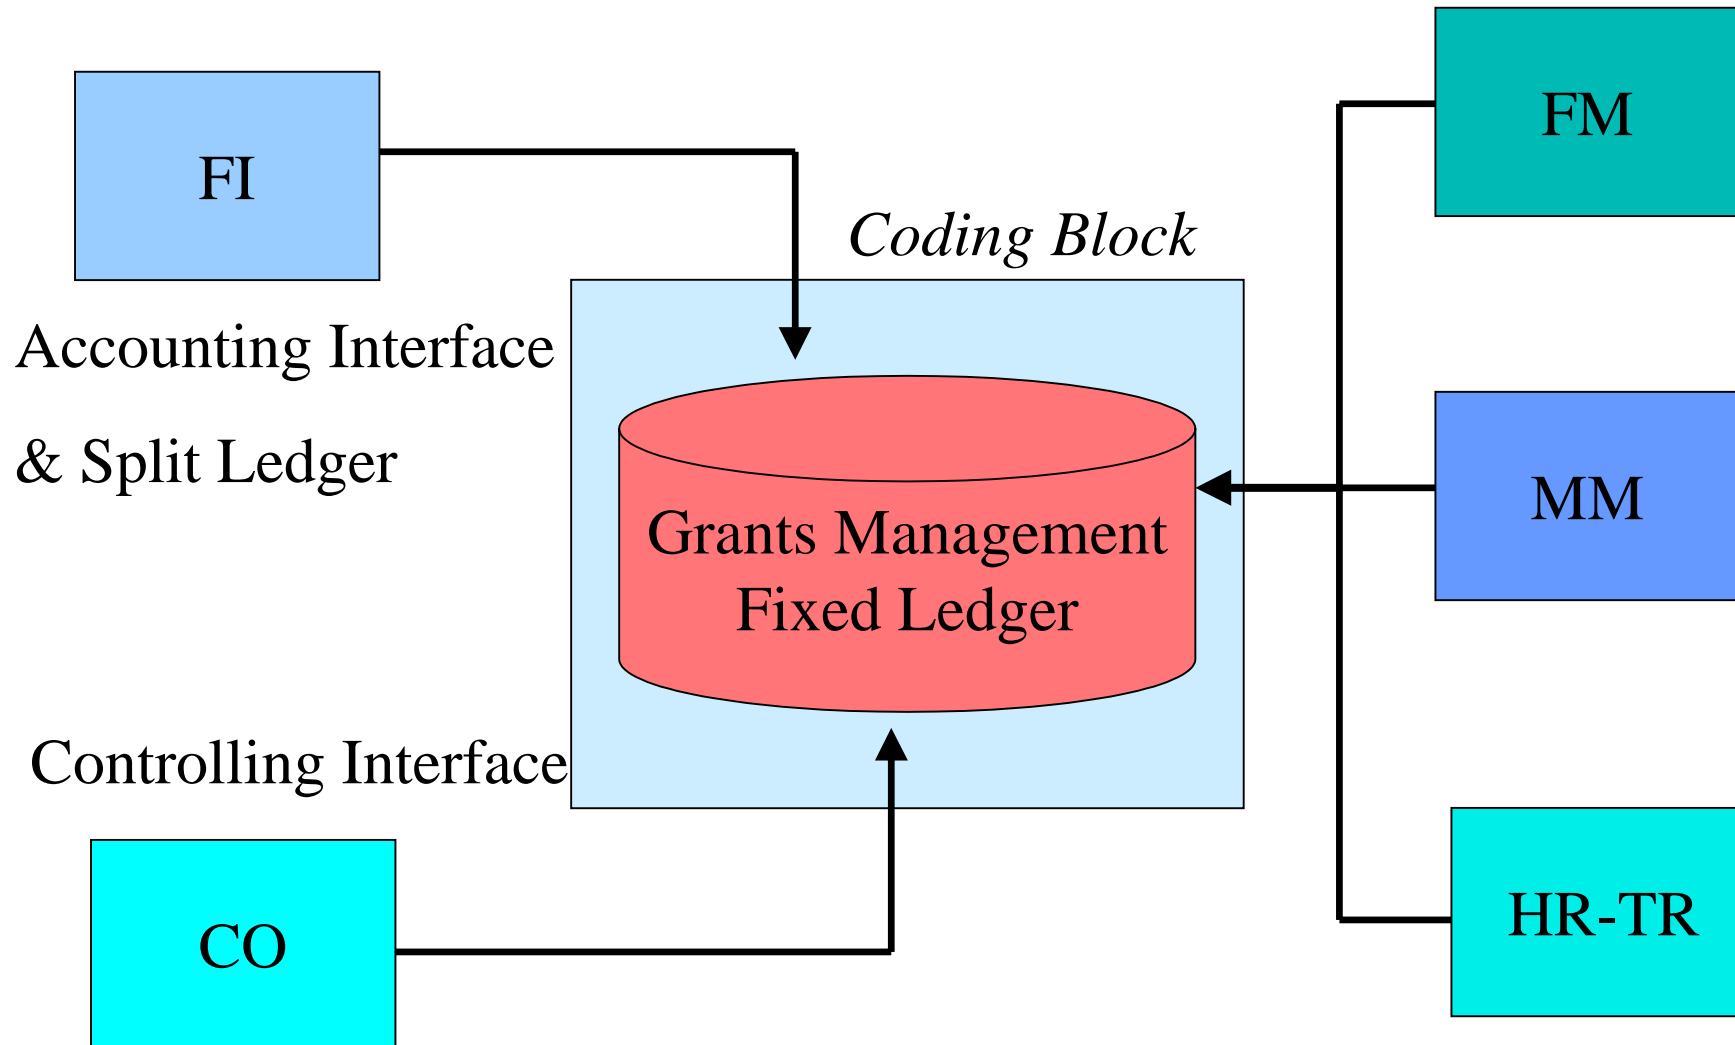 FM
FI
Coding Block
Accounting Interface
& Split Ledger
MM
Grants Management
Fixed Ledger
Controlling Interface
HR-TR
CO